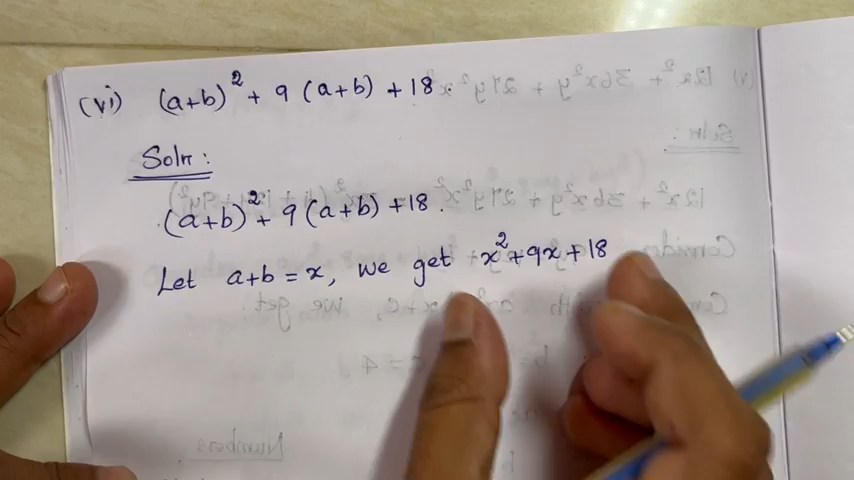 (vi) (a+b)² + 9 (a+b) + 18.
Soln:
(a+b)² + 9 (a+b) + 18.
Let a+b = x, we get x² + 9x + 18